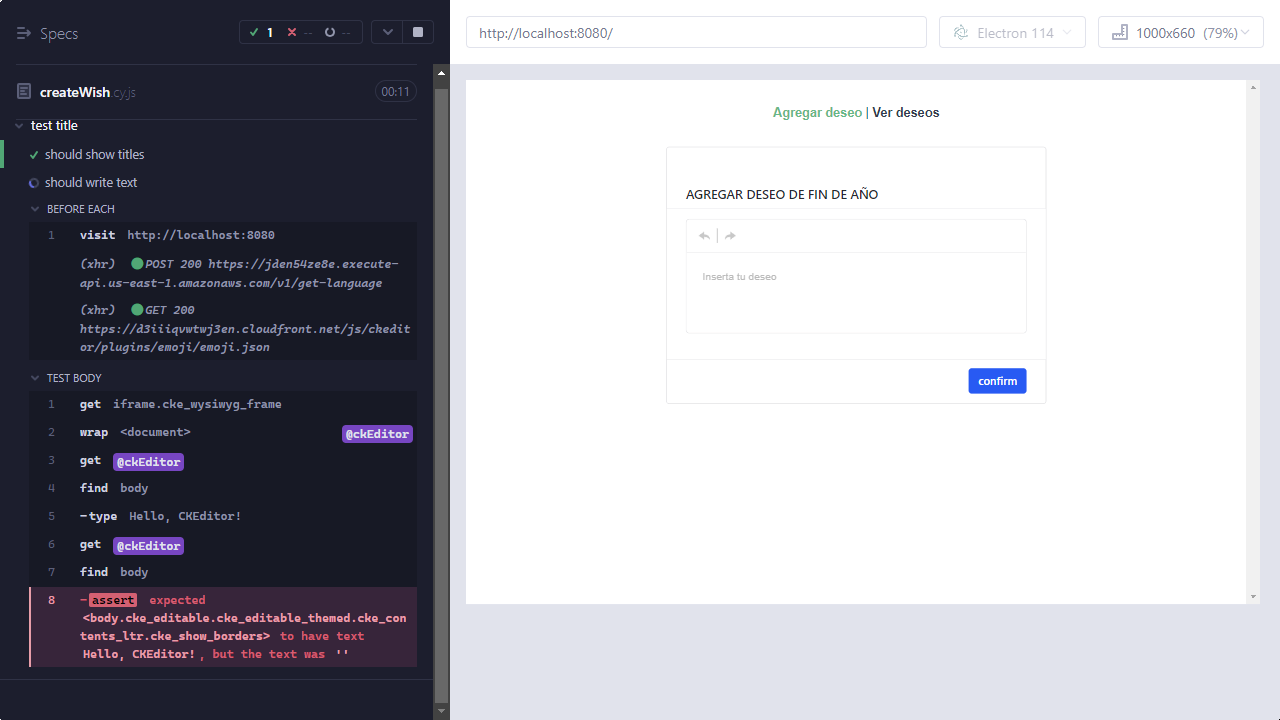 Specs
1
--
--
createWish.cy.js
00:11
test title
should show titles
should write text
BEFORE EACH
1 visit http://localhost:8080
(xhr) POST 200 https://jden54ze8e.execute-
api.us-east-1.amazonaws.com/v1/get-language
(xhr) GET 200
https://d3iiiqvwtwj3en.cloudfront.net/js/ckedit
or/plugins/emoji/emoji.json
TEST BODY
1 get iframe.cke_wysiwyg_frame
2 wrap <document> @ckEditor
3 get @ckEditor
4 find body
5 -type Hello, CKEditor!
6 get @ckEditor
7 find body
8 -assert expected
<body.cke_editable.cke_editable_themed.cke_con
tents_ltr.cke_show_borders> to have text
Hello, CKEditor!, but the text was ''
http://localhost:8080/
Electron 114
1000x660 (79%)
Agregar deseo | Ver deseos
AGREGAR DESEO DE FIN DE AÑO
Inserta tu deseo
confirm